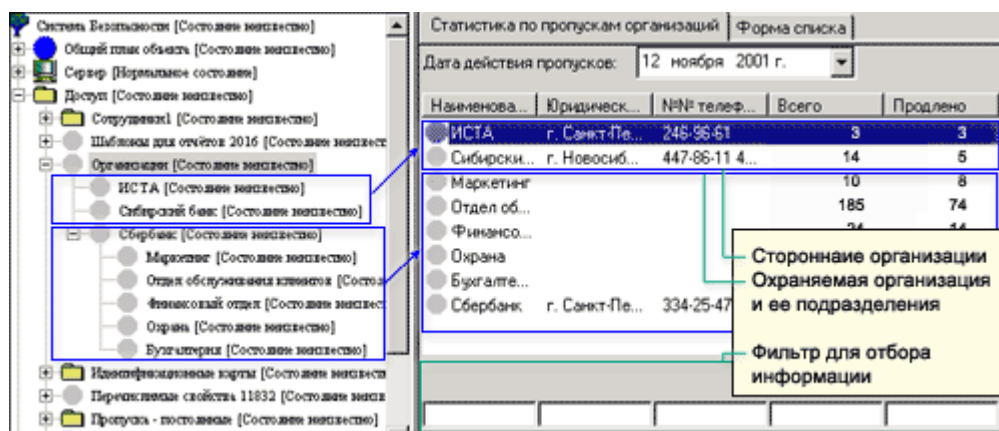 Система Безопасности [Состояние неизвестно]
Общий план объекта [Состояние неизвестно]
Сервер [Нормальное состояние]
Доступ [Состояние неизвестно]
Сотрудники1 [Состояние неизвестно]
Шаблоны для отчётов 2016 [Состояние неизвест
Организации [Состояние неизвестно]
ИСТА [Состояние неизвестно]
Сибирский банк [Состояние неизвестно]
Сбербанк [Состояние неизвестно]
Маркетинг [Состояние неизвестно]
Отдел обслуживания клиентов [Состоя
Финансовый отдел [Состояние неизвест
Охрана [Состояние неизвестно]
Бухгалтерия [Состояние неизвестно]
Идентификационные карты [Состояние неизвестн
Перечислимые свойства 11832 [Состояние неизв
Пропуска - постоянные [Состояние неизвестно]
Статистика по пропускам организаций
Форма списка
Дата действия пропусков: 12 ноября 2001 г.
Наименова... Юридическ... №№ телеф... Всего Продлено
ИСТА г. Санкт-Пе... 246-96-61 3 3
Сибирски... г. Новосиб... 447-86-11 4... 14 5
Маркетинг 10 8
Отдел об... 185 74
Финансо...
Охрана
Бухгалте...
Сбербанк г. Санкт-Пе... 334-25-47
Стороннаие организации
Охраняемая организация
и ее подразделения
Фильтр для отбора
информации